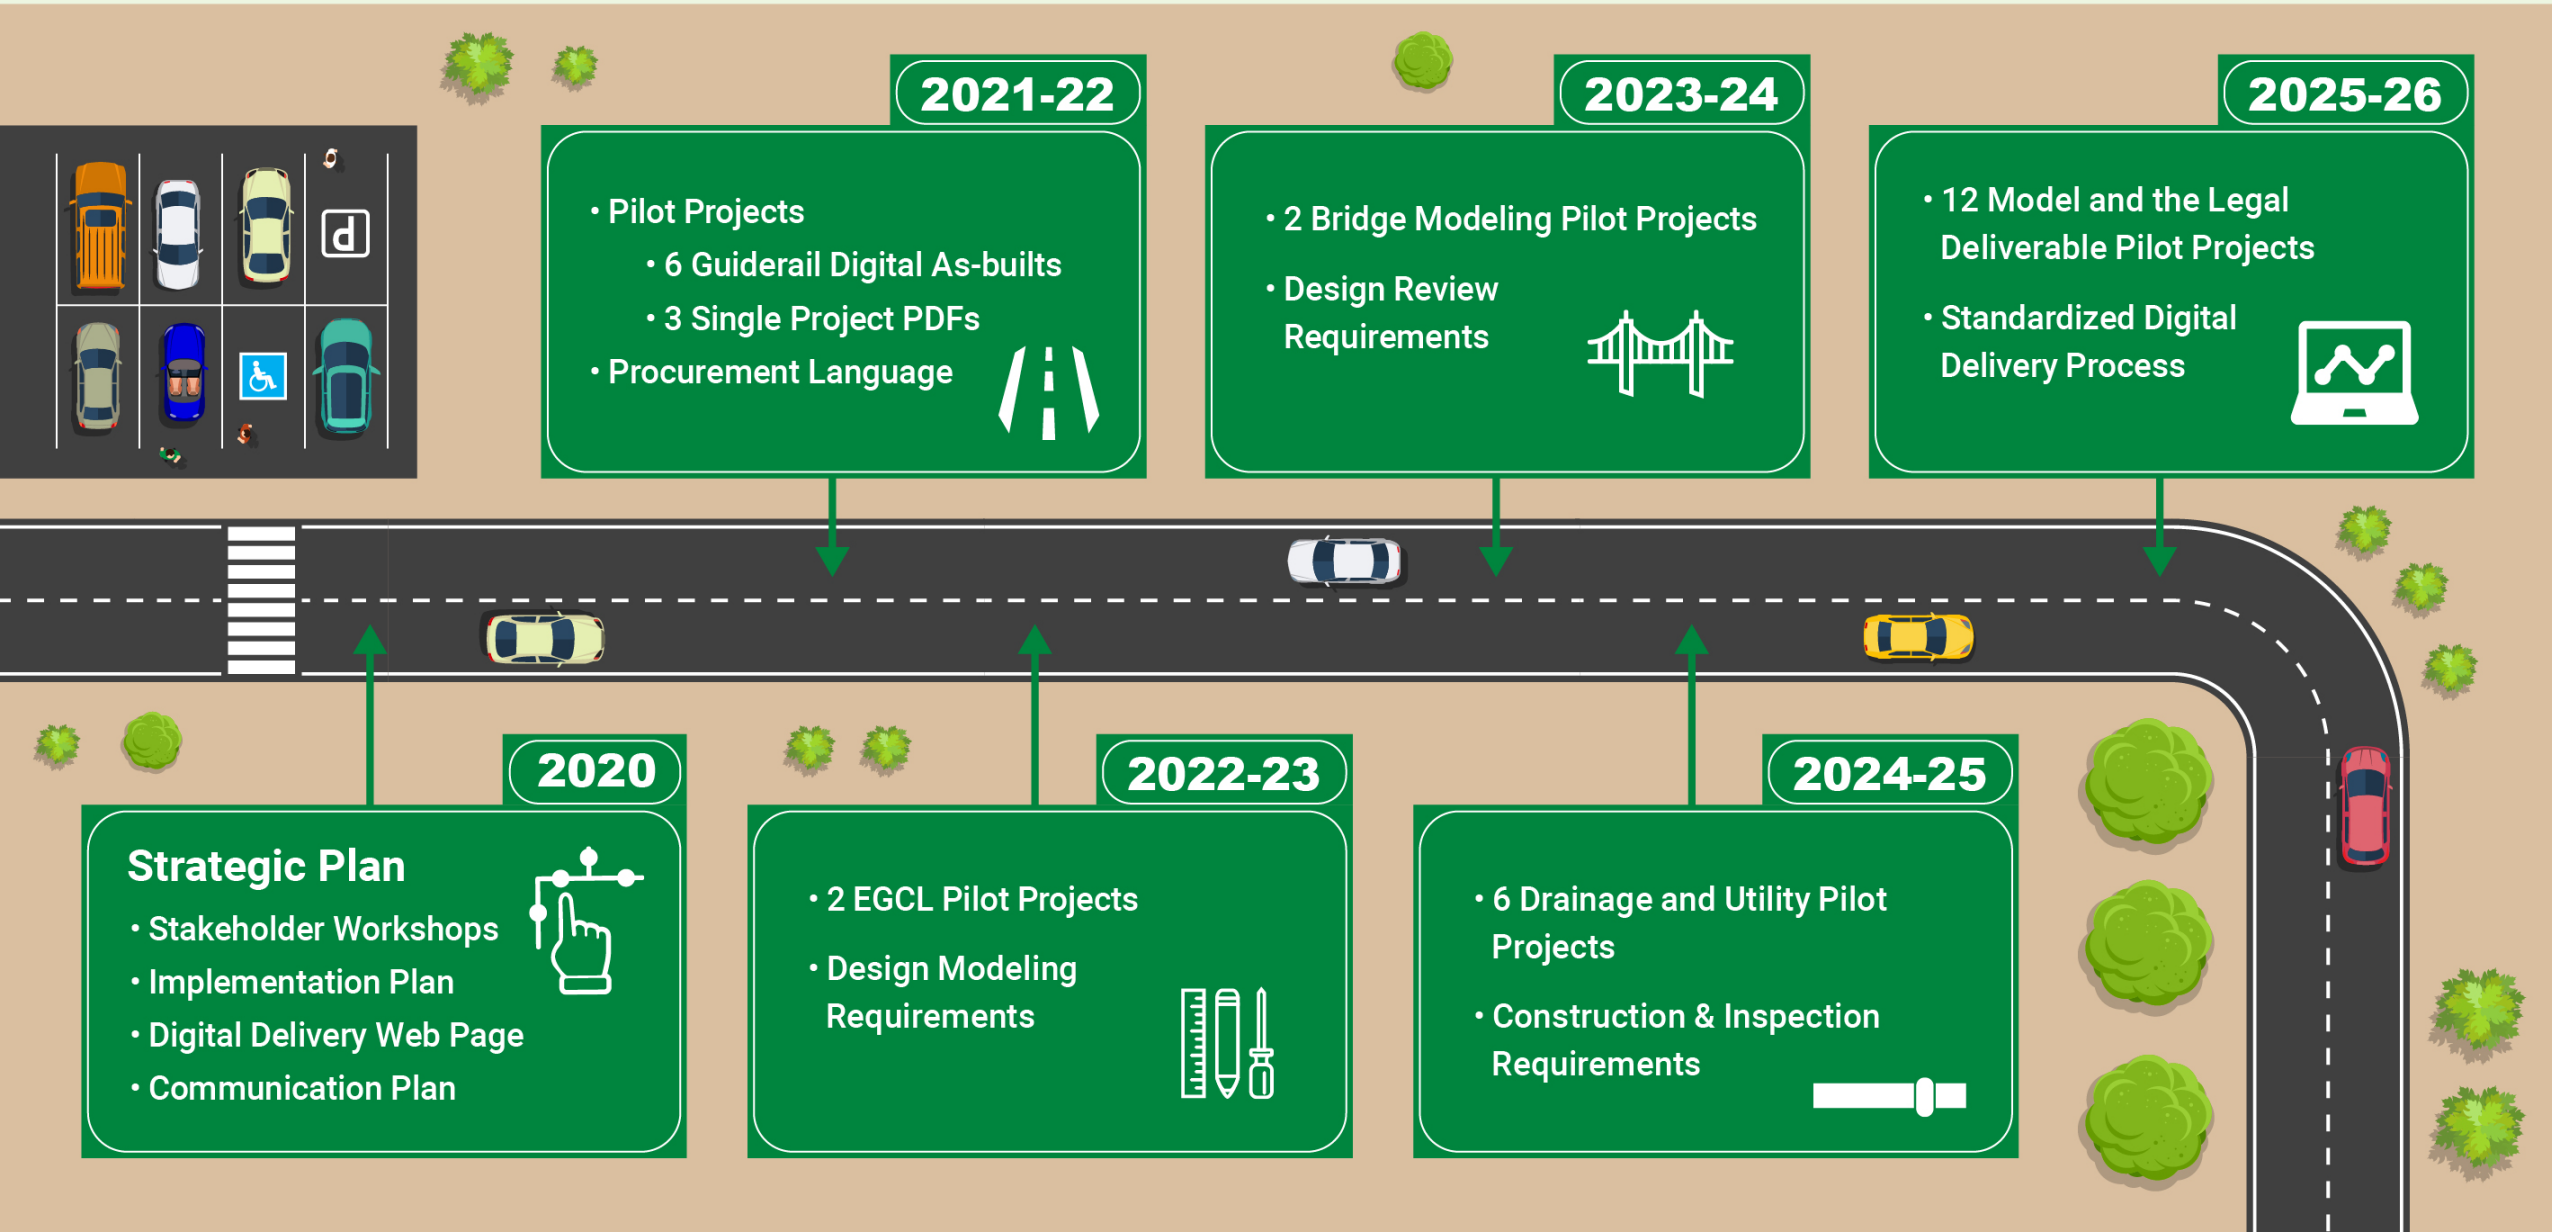 2021-22
• Pilot Projects
• 6 Guiderail Digital As-builts
• 3 Single Project PDFs
• Procurement Language
2023-24
• 2 Bridge Modeling Pilot Projects
• Design Review
Requirements
2025-26
• 12 Model and the Legal
Deliverable Pilot Projects
• Standardized Digital
Delivery Process
P
2020
Strategic Plan
• Stakeholder Workshops
• Implementation Plan
• Digital Delivery Web Page
• Communication Plan
2022-23
• 2 EGCL Pilot Projects
• Design Modeling
Requirements
2024-25
• 6 Drainage and Utility Pilot
Projects
• Construction & Inspection
Requirements